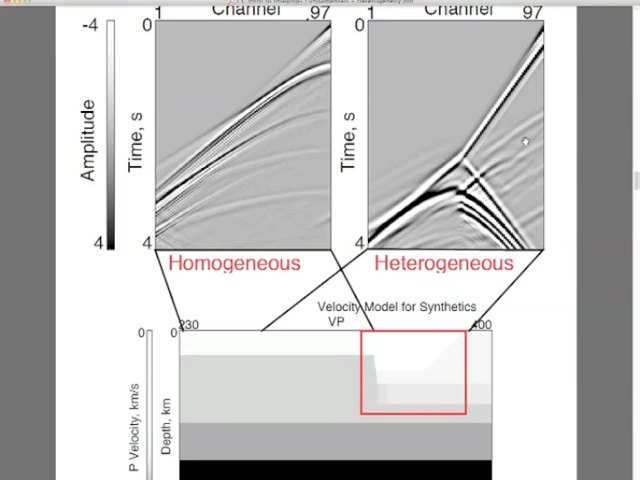 Channel
Channel
-4
1
97
1
97
0
0
Amplitude
Time, s
Time, s
4
4
4
Homogeneous
Heterogeneous
Velocity Model for Synthetics
230
VP
400
0
0
P Velocity, km/s
Depth, km